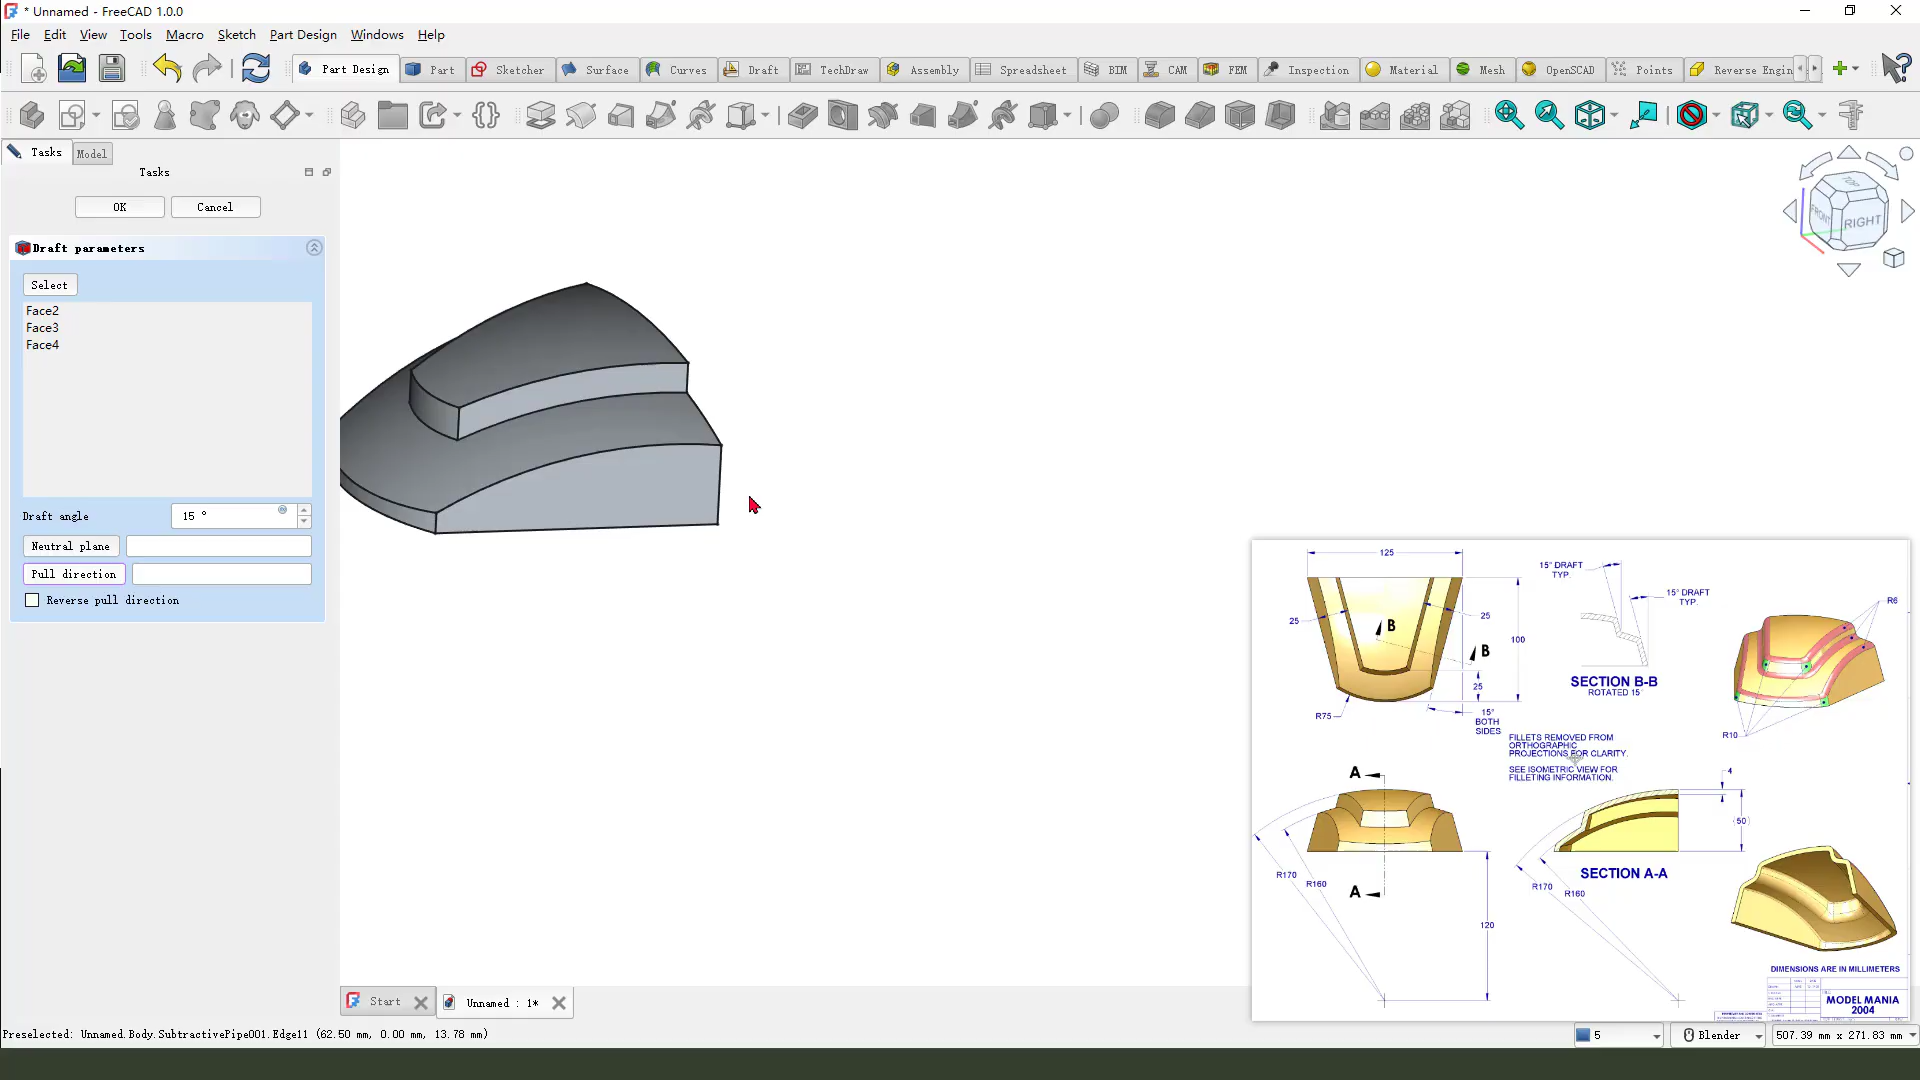 * Unnamed - FreeCAD 1.0.0
File Edit View Tools Macro Sketch Part Design Windows Help
Part Design Part Sketcher Surface Curves Draft TechDraw Assembly Spreadsheet BIM CAM FEM Inspection Material Mesh OpenSCAD Points Reverse Engin
Tasks Model
Tasks
OK Cancel
Draft parameters
Select
Face2
Face3
Face4
Draft angle 15 °
Neutral plane
Pull direction
Reverse pull direction
TOP
FRONT
RIGHT
125
25
25
B
B
100
25
R75
15°
BOTH
SIDES
15° DRAFT
TYP.
15° DRAFT
TYP.
SECTION B-B
ROTATED 15°
R6
R10
FILLETS REMOVED FROM
ORTHOGRAPHIC
PROJECTIONS FOR CLARITY.
SEE ISOMETRIC VIEW FOR
FILLETING INFORMATION.
A
A
R170
R160
120
4
(50)
SECTION A-A
R170
R160
DIMENSIONS ARE IN MILLIMETERS
MODEL MANIA
2004
Start Unnamed : 1*
Preselected: Unnamed.Body.SubtractivePipe001.Edge11 (62.50 mm, 0.00 mm, 13.78 mm)
5 Blender 507.39 mm x 271.83 mm